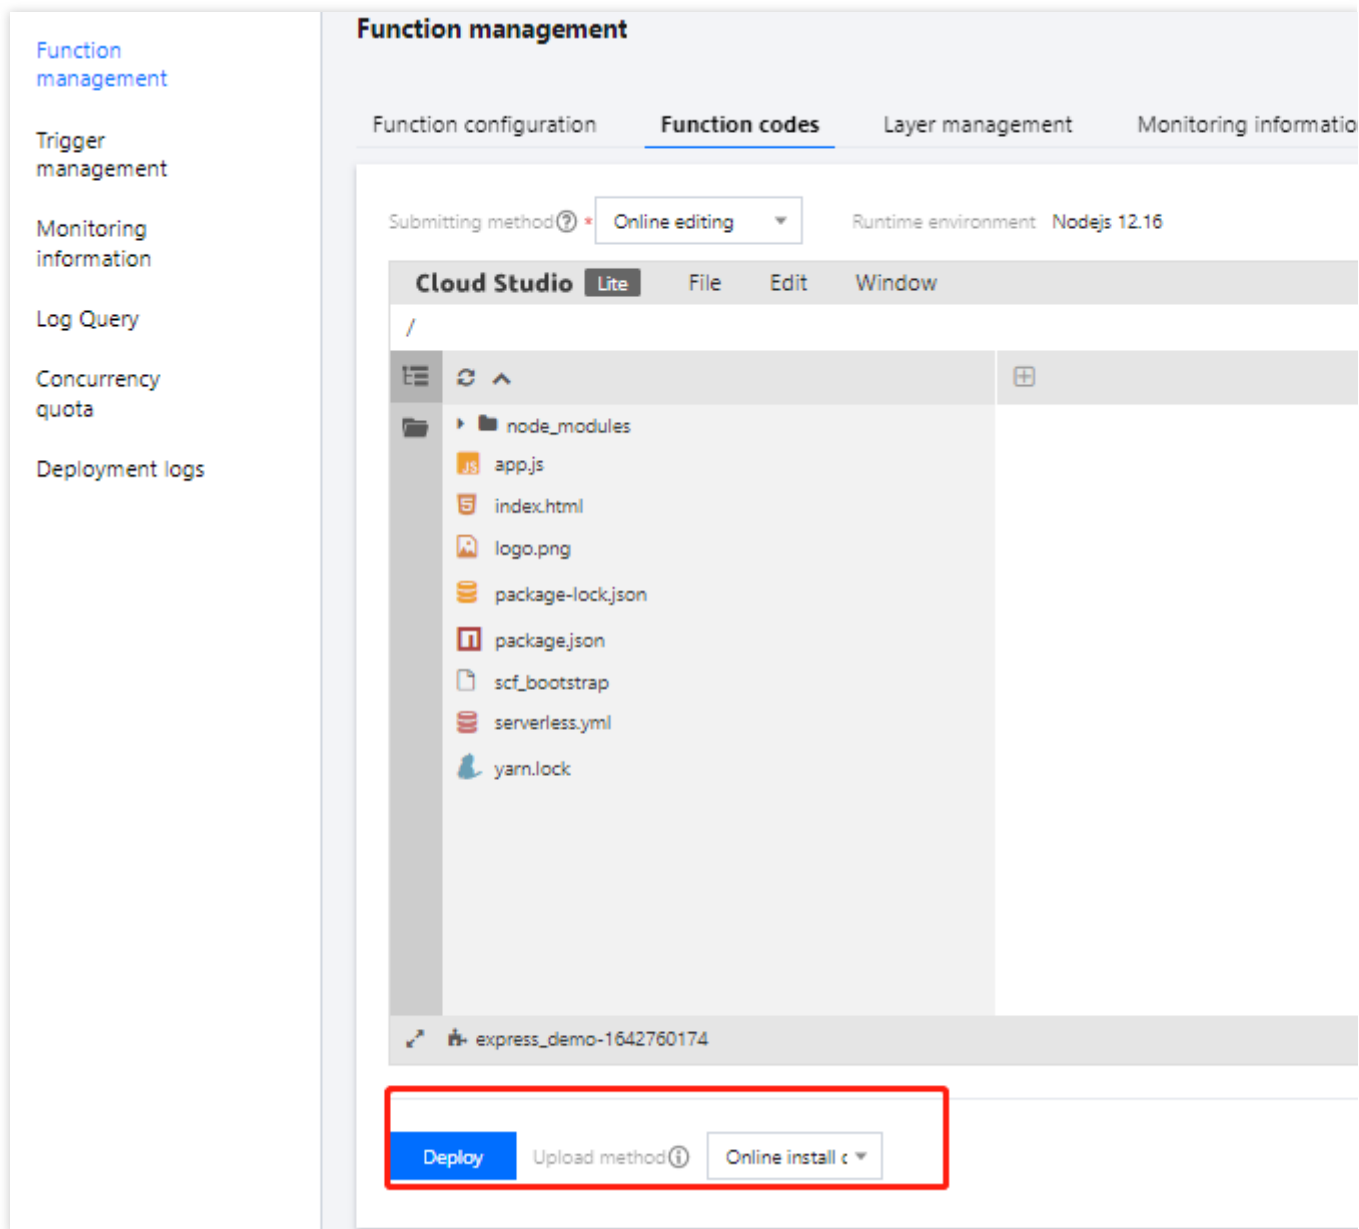 Function management
Function
management
Trigger
management
Monitoring
information
Log Query
Concurrency
quota
Deployment logs
Function configuration Function codes Layer management Monitoring informatio
Submitting method ? * Online editing Runtime environment Nodejs 12.16
Cloud Studio Lite File Edit Window
/
node_modules
JS app.js
index.html
logo.png
package-lock.json
package.json
scf_bootstrap
serverless.yml
yarn.lock
express_demo-1642760174
Deploy Upload method Online install c